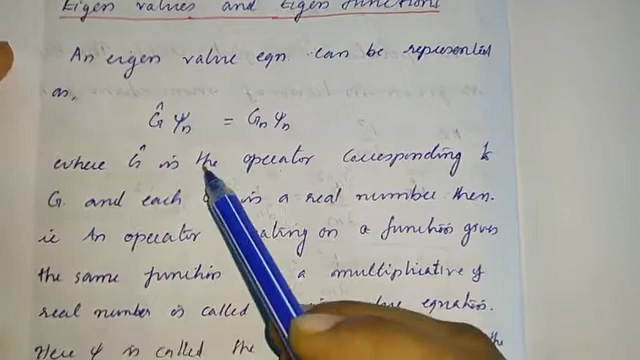 Eigen values and Eigen functions
An eigen value eqn. can be represented
as,
Ĝ ψn = Gn ψn
where Ĝ is the operator corresponding to
G. and each is a real number then.
ie An operator on a function gives
the same function a multiplicative of
real number is called equation.
Here ψ is called the